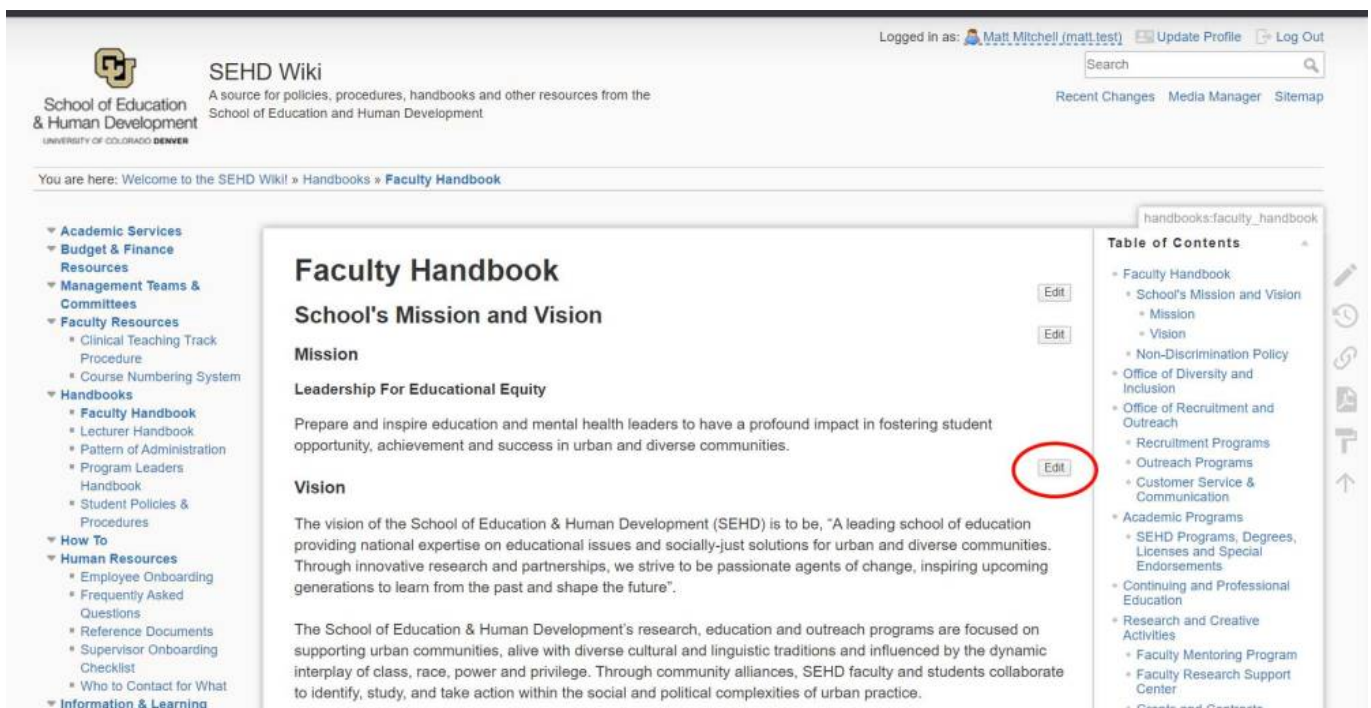 Logged in as: Matt Mitchell (matt.test) Update Profile Log Out
School of Education
& Human Development
UNIVERSITY OF COLORADO DENVER
SEHD Wiki
A source for policies, procedures, handbooks and other resources from the
School of Education and Human Development
Search
Recent Changes Media Manager Sitemap
You are here: Welcome to the SEHD Wiki! » Handbooks » Faculty Handbook
Academic Services
Budget & Finance
Resources
Management Teams &
Committees
Faculty Resources
Clinical Teaching Track
Procedure
Course Numbering System
Handbooks
Faculty Handbook
Lecturer Handbook
Pattern of Administration
Program Leaders
Handbook
Student Policies &
Procedures
How To
Human Resources
Employee Onboarding
Frequently Asked
Questions
Reference Documents
Supervisor Onboarding
Checklist
Who to Contact for What
Information & Learning
Faculty Handbook
Edit
School's Mission and Vision
Edit
Mission
Leadership For Educational Equity
Prepare and inspire education and mental health leaders to have a profound impact in fostering student
opportunity, achievement and success in urban and diverse communities.
Edit
Vision
The vision of the School of Education & Human Development (SEHD) is to be, “A leading school of education
providing national expertise on educational issues and socially-just solutions for urban and diverse communities.
Through innovative research and partnerships, we strive to be passionate agents of change, inspiring upcoming
generations to learn from the past and shape the future”.
The School of Education & Human Development’s research, education and outreach programs are focused on
supporting urban communities, alive with diverse cultural and linguistic traditions and influenced by the dynamic
interplay of class, race, power and privilege. Through community alliances, SEHD faculty and students collaborate
to identify, study, and take action within the social and political complexities of urban practice.
handbooks:faculty_handbook
Table of Contents
Faculty Handbook
School's Mission and Vision
Mission
Vision
Non-Discrimination Policy
Office of Diversity and
Inclusion
Office of Recruitment and
Outreach
Recruitment Programs
Outreach Programs
Customer Service &
Communication
Academic Programs
SEHD Programs, Degrees,
Licenses and Special
Endorsements
Continuing and Professional
Education
Research and Creative
Activities
Faculty Mentoring Program
Faculty Research Support
Center
Grants and Contracts